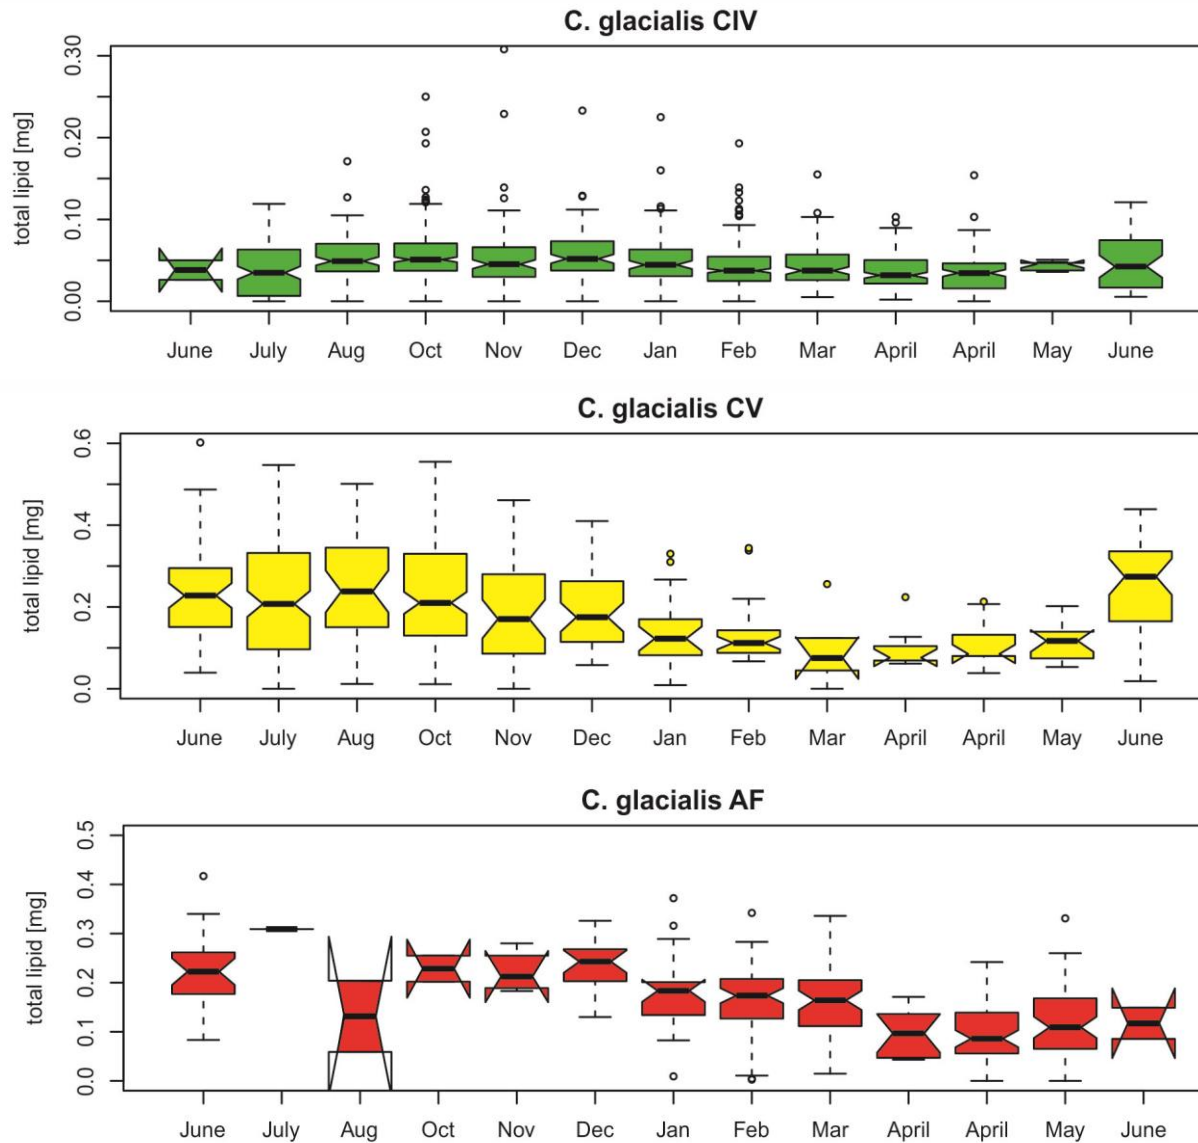 C. glacialis CIV
total lipid [mg]
0.30
0.20
0.10
0.00
June July Aug Oct Nov Dec Jan Feb Mar April April May June
C. glacialis CV
total lipid [mg]
0.6
0.4
0.2
0.0
June July Aug Oct Nov Dec Jan Feb Mar April April May June
C. glacialis AF
total lipid [mg]
0.5
0.4
0.3
0.2
0.1
0.0
June July Aug Oct Nov Dec Jan Feb Mar April April May June